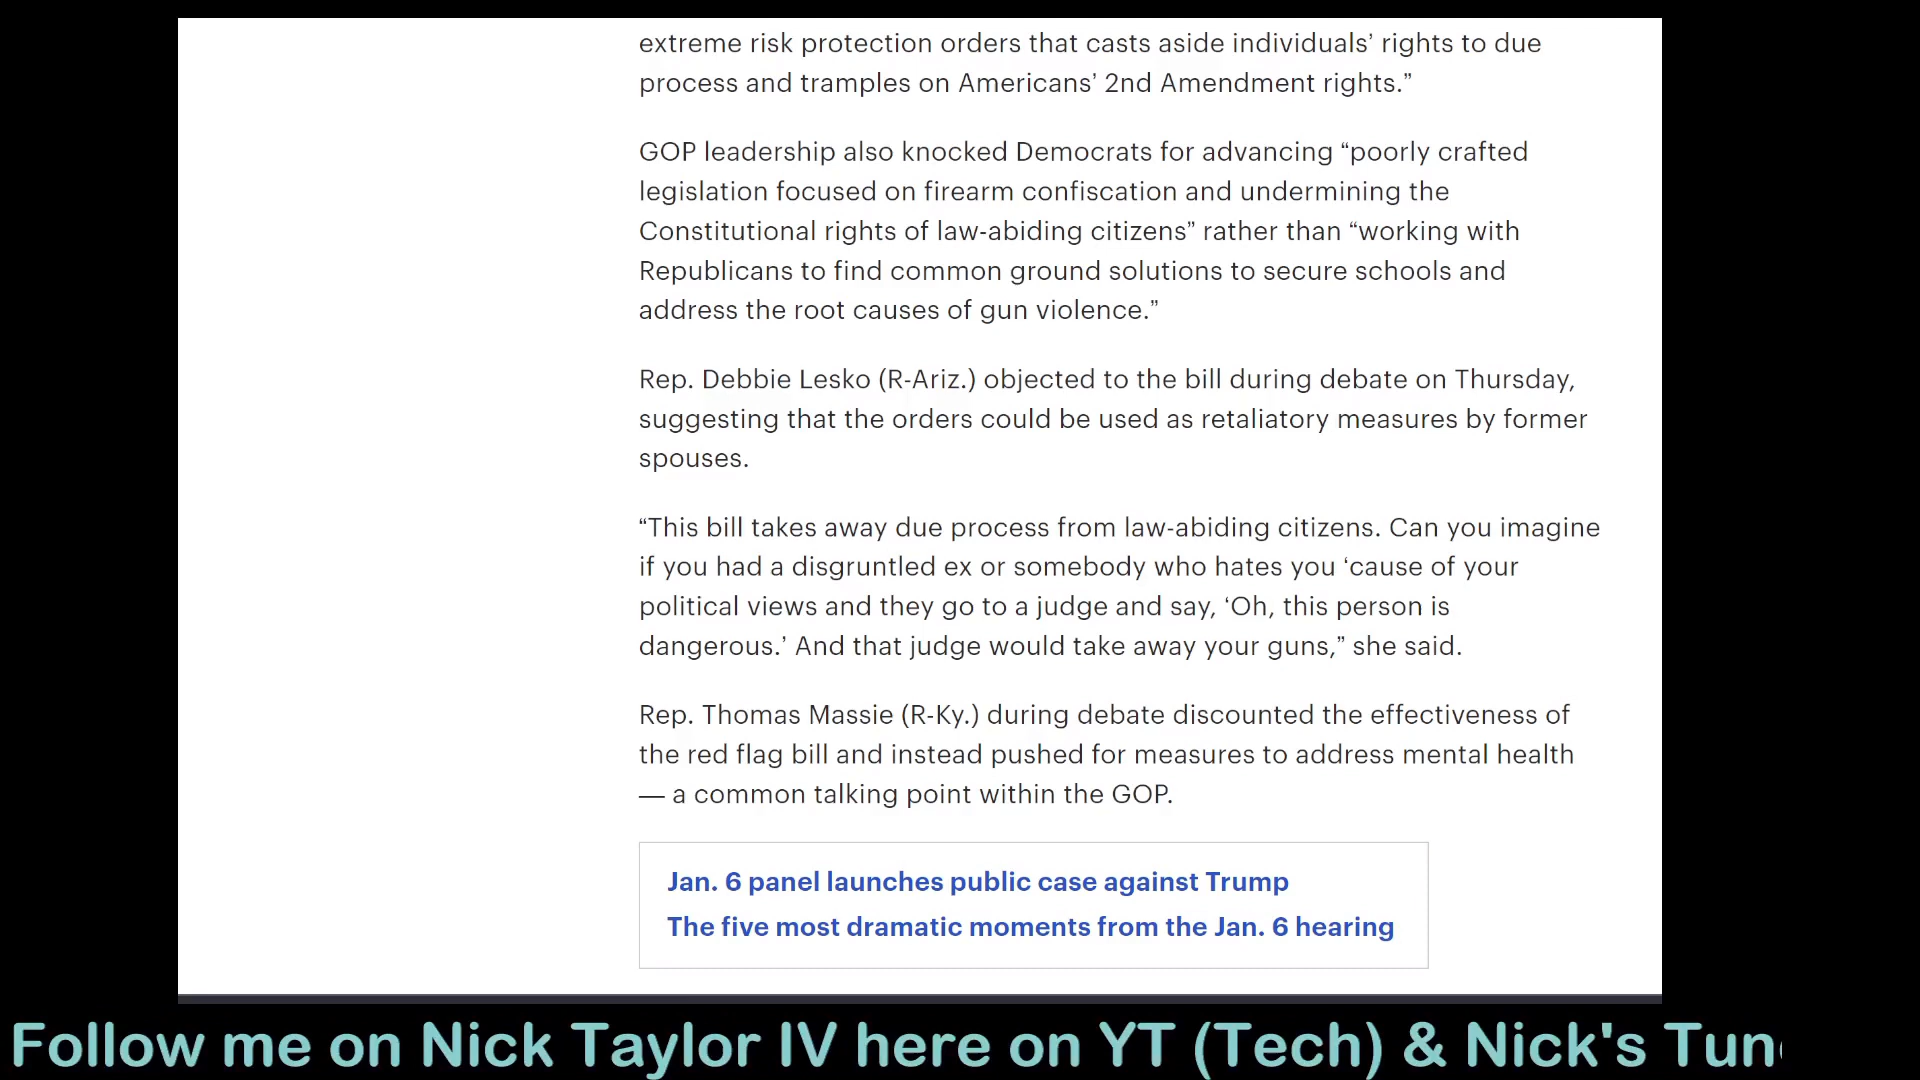 extreme risk protection orders that casts aside individuals’ rights to due
process and tramples on Americans’ 2nd Amendment rights.”
GOP leadership also knocked Democrats for advancing “poorly crafted
legislation focused on firearm confiscation and undermining the
Constitutional rights of law-abiding citizens” rather than “working with
Republicans to find common ground solutions to secure schools and
address the root causes of gun violence.”
Rep. Debbie Lesko (R-Ariz.) objected to the bill during debate on Thursday,
suggesting that the orders could be used as retaliatory measures by former
spouses.
“This bill takes away due process from law-abiding citizens. Can you imagine
if you had a disgruntled ex or somebody who hates you ‘cause of your
political views and they go to a judge and say, ‘Oh, this person is
dangerous.’ And that judge would take away your guns,” she said.
Rep. Thomas Massie (R-Ky.) during debate discounted the effectiveness of
the red flag bill and instead pushed for measures to address mental health
— a common talking point within the GOP.
Jan. 6 panel launches public case against Trump
The five most dramatic moments from the Jan. 6 hearing
Follow me on Nick Taylor IV here on YT (Tech) & Nick's